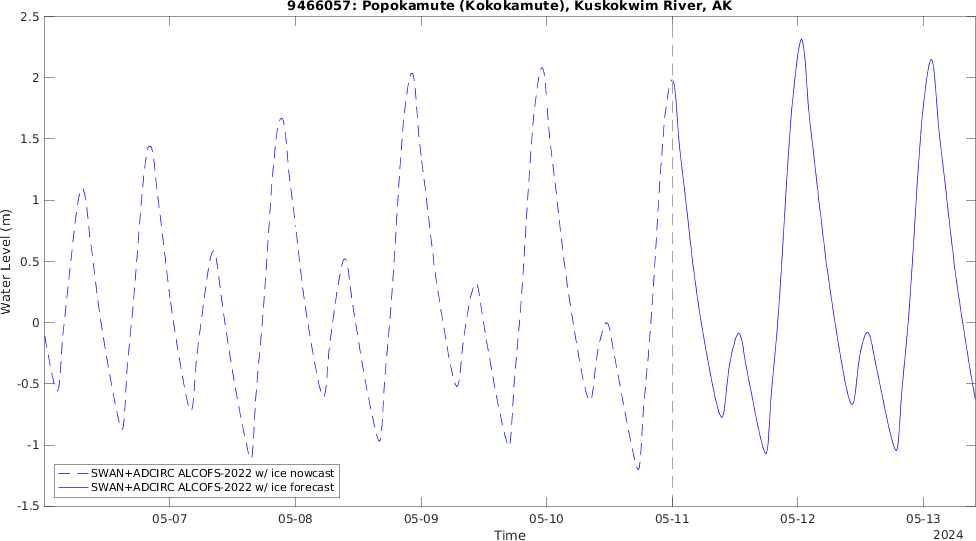 9466057: Popokamute (Kokokamute), Kuskokwim River, AK
2.5
2
1.5
1
0.5
0
-0.5
-1
-1.5
Water Level (m)
SWAN+ADCIRC ALCOFS-2022 w/ ice nowcast
SWAN+ADCIRC ALCOFS-2022 w/ ice forecast
05-07 05-08 05-09 05-10 05-11 05-12 05-13
Time
2024